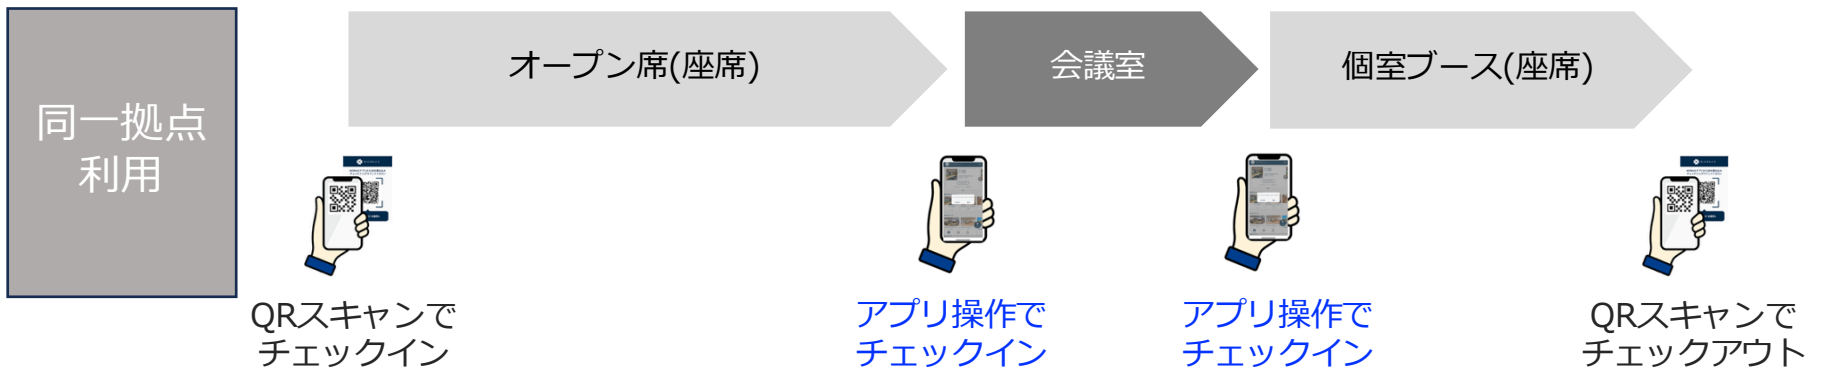 同一拠点
利用
オープン席(座席)
会議室
個室ブース(座席)
QRスキャンで
チェックイン
アプリ操作で
チェックイン
アプリ操作で
チェックイン
QRスキャンで
チェックアウト